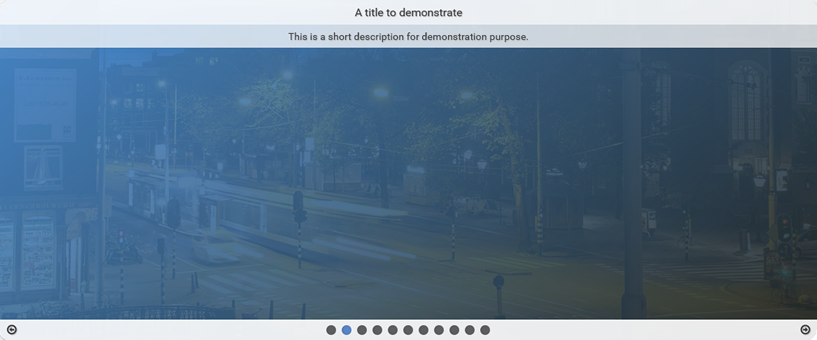 A title to demonstrate
This is a short description for demonstration purpose.